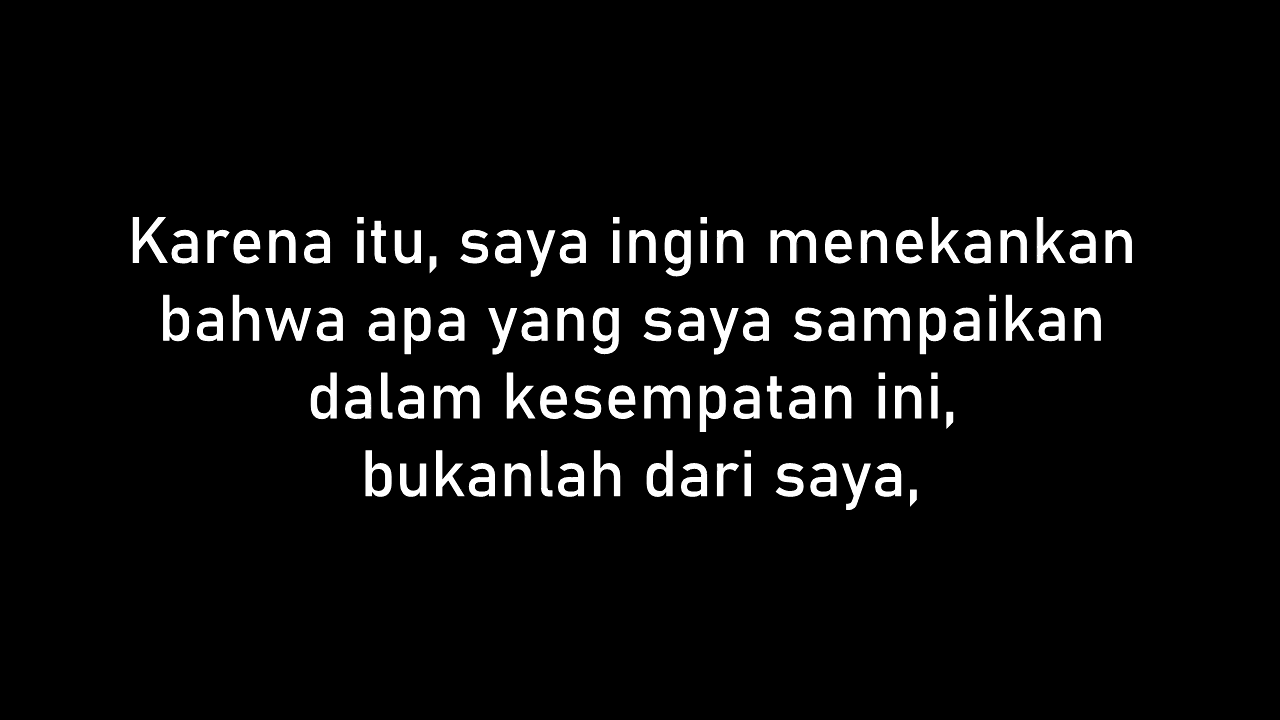 Karena itu, saya ingin menekankan
bahwa apa yang saya sampaikan
dalam kesempatan ini,
bukanlah dari saya,